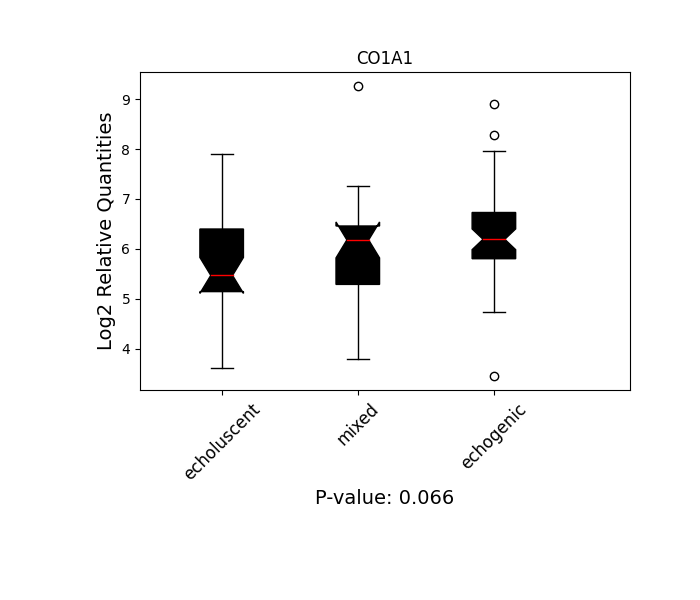 CO1A1
Log2 Relative Quantities
9
8
7
6
5
4
echoluscent
mixed
echogenic
P-value: 0.066